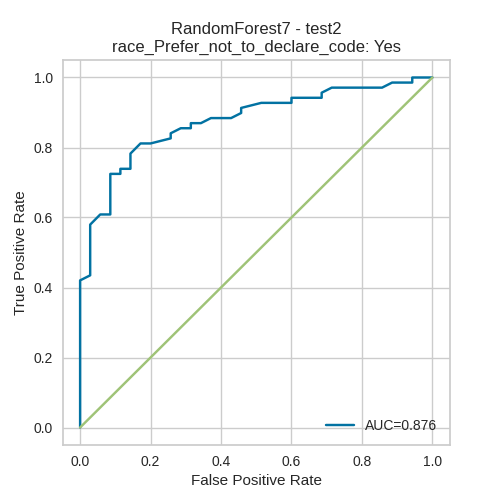 RandomForest7 - test2
race_Prefer_not_to_declare_code: Yes
1.0
0.8
0.6
0.4
0.2
0.0
True Positive Rate
AUC=0.876
0.0 0.2 0.4 0.6 0.8 1.0
False Positive Rate